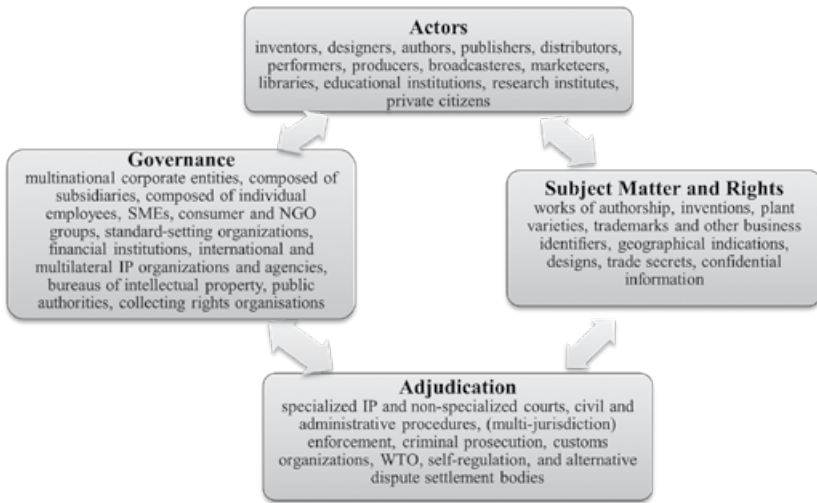 Actors
inventors, designers, authors, publishers, distributors,
performers, producers, broadcasteres, marketeers,
libraries, educational institutions, research institutes,
private citizens
Governance
multinational corporate entities, composed of
subsidiaries, composed of individual
employees, SMEs, consumer and NGO
groups, standard-setting organizations,
financial institutions, international and
multilateral IP organizations and agencies,
bureaus of intellectual property, public
authorities, collecting rights organisations
Subject Matter and Rights
works of authorship, inventions, plant
varieties, trademarks and other business
identifiers, geographical indications,
designs, trade secrets, confidential
information
Adjudication
specialized IP and non-specialized courts, civil and
administrative procedures, (multi-jurisdiction)
enforcement, criminal prosecution, customs
organizations, WTO, self-regulation, and alternative
dispute settlement bodies